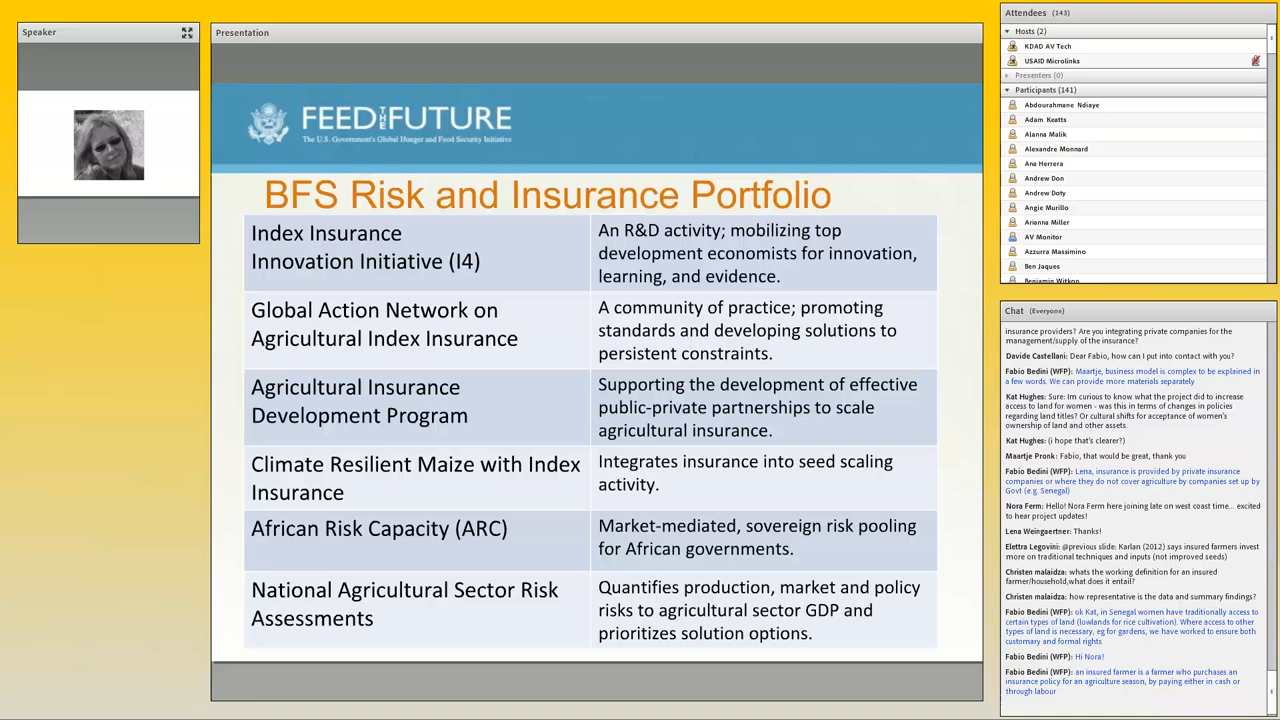 Speaker
Presentation
FEED THE FUTURE
The U.S. Government's Global Hunger and Food Security Initiative
BFS Risk and Insurance Portfolio
Index Insurance
Innovation Initiative (I4)
An R&D activity; mobilizing top
development economists for innovation,
learning, and evidence.
Global Action Network on
Agricultural Index Insurance
A community of practice; promoting
standards and developing solutions to
persistent constraints.
Agricultural Insurance
Development Program
Supporting the development of effective
public-private partnerships to scale
agricultural insurance.
Climate Resilient Maize with Index
Insurance
Integrates insurance into seed scaling
activity.
African Risk Capacity (ARC)
Market-mediated, sovereign risk pooling
for African governments.
National Agricultural Sector Risk
Assessments
Quantifies production, market and policy
risks to agricultural sector GDP and
prioritizes solution options.
Attendees (143)
Hosts (2)
KDAD AV Tech
USAID Microlinks
Presenters (0)
Participants (141)
Abdourahmane Ndiaye
Adam Keatts
Alanna Malik
Alexandre Monnard
Ana Herrera
Andrew Don
Andrew Doty
Angie Murillo
Arianna Miller
AV Monitor
Azzurra Massimino
Ben Jaques
Benjamin Witkop
Chat (Everyone)
insurance providers? Are you integrating private companies for the
management/supply of the insurance?
Davide Castellani: Dear Fabio, how can I put into contact with you?
Fabio Bedini (WFP): Maartje, business model is complex to be explained in
a few words. We can provide more materials separately
Kat Hughes: Sure: Im curious to know what the project did to increase
access to land for women - was this in terms of changes in policies
regarding land titles? Or cultural shifts for acceptance of women's
ownership of land and other assets.
Kat Hughes: (i hope that's clearer?)
Maartje Pronk: Fabio, that would be great, thank you
Fabio Bedini (WFP): Lena, insurance is provided by private insurance
companies or where they do not cover agriculture by companies set up by
Govt (e.g. Senegal)
Nora Ferm: Hello! Nora Ferm here joining late on west coast time... excited
to hear project updates!
Lena Weingaertner: Thanks!
Elettra Legovini: @previous slide: Karlan (2012) says insured farmers invest
more on traditional techniques and inputs (not improved seeds)
Christen malaidza: whats the working definition for an insured
farmer/household,what does it entail?
Christen malaidza: how representative is the data and summary findings?
Fabio Bedini (WFP): ok Kat, in Senegal women have traditionally access to
certain types of land (lowlands for rice cultivation). Where access to other
types of land is necessary, eg for gardens, we have worked to ensure both
customary and formal rights
Fabio Bedini (WFP): Hi Nora!
Fabio Bedini (WFP): an insured farmer is a farmer who purchases an
insurance policy for an agriculture season, by paying either in cash or
through labour